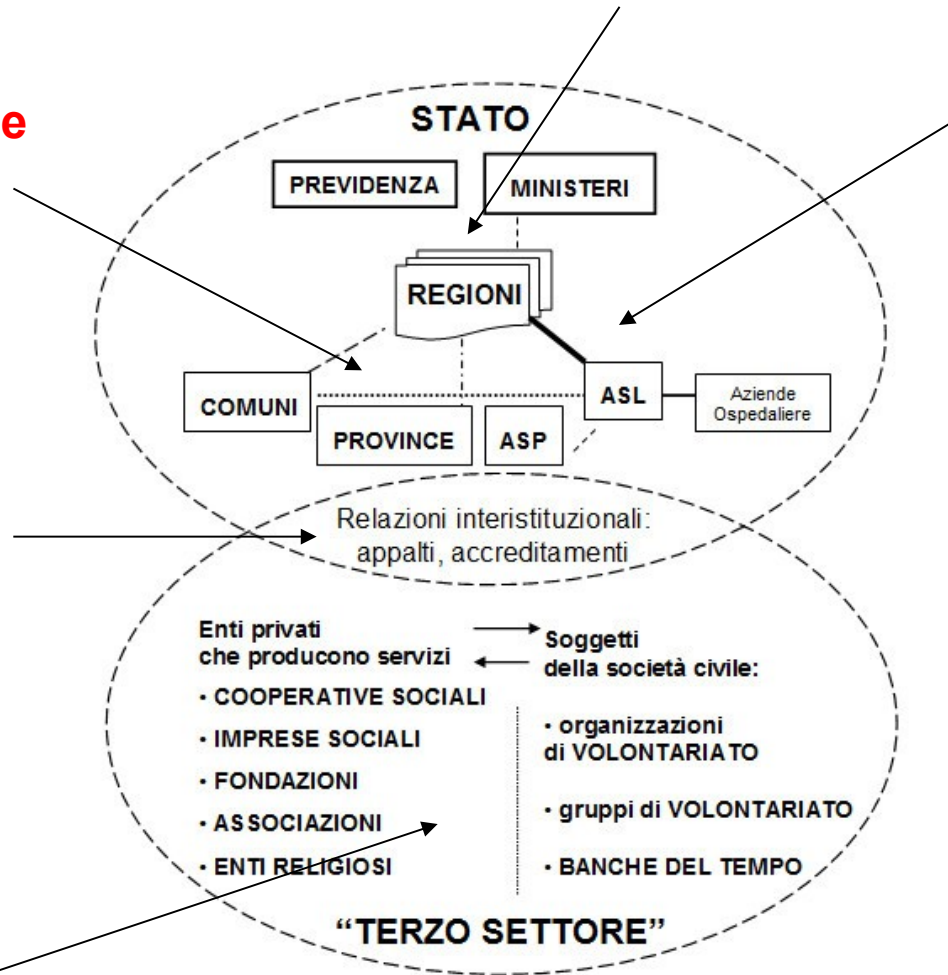 e
STATO
PREVIDENZA
MINISTERI
REGIONI
COMUNI
PROVINCE
ASP
ASL
Aziende
Ospedaliere
Relazioni interistituzionali:
appalti, accreditamenti
Enti privati
che producono servizi
• COOPERATIVE SOCIALI
• IMPRESE SOCIALI
• FONDAZIONI
• ASSOCIAZIONI
• ENTI RELIGIOSI
Soggetti
della società civile:
• organizzazioni
di VOLONTARIATO
• gruppi di VOLONTARIATO
• BANCHE DEL TEMPO
“TERZO SETTORE”